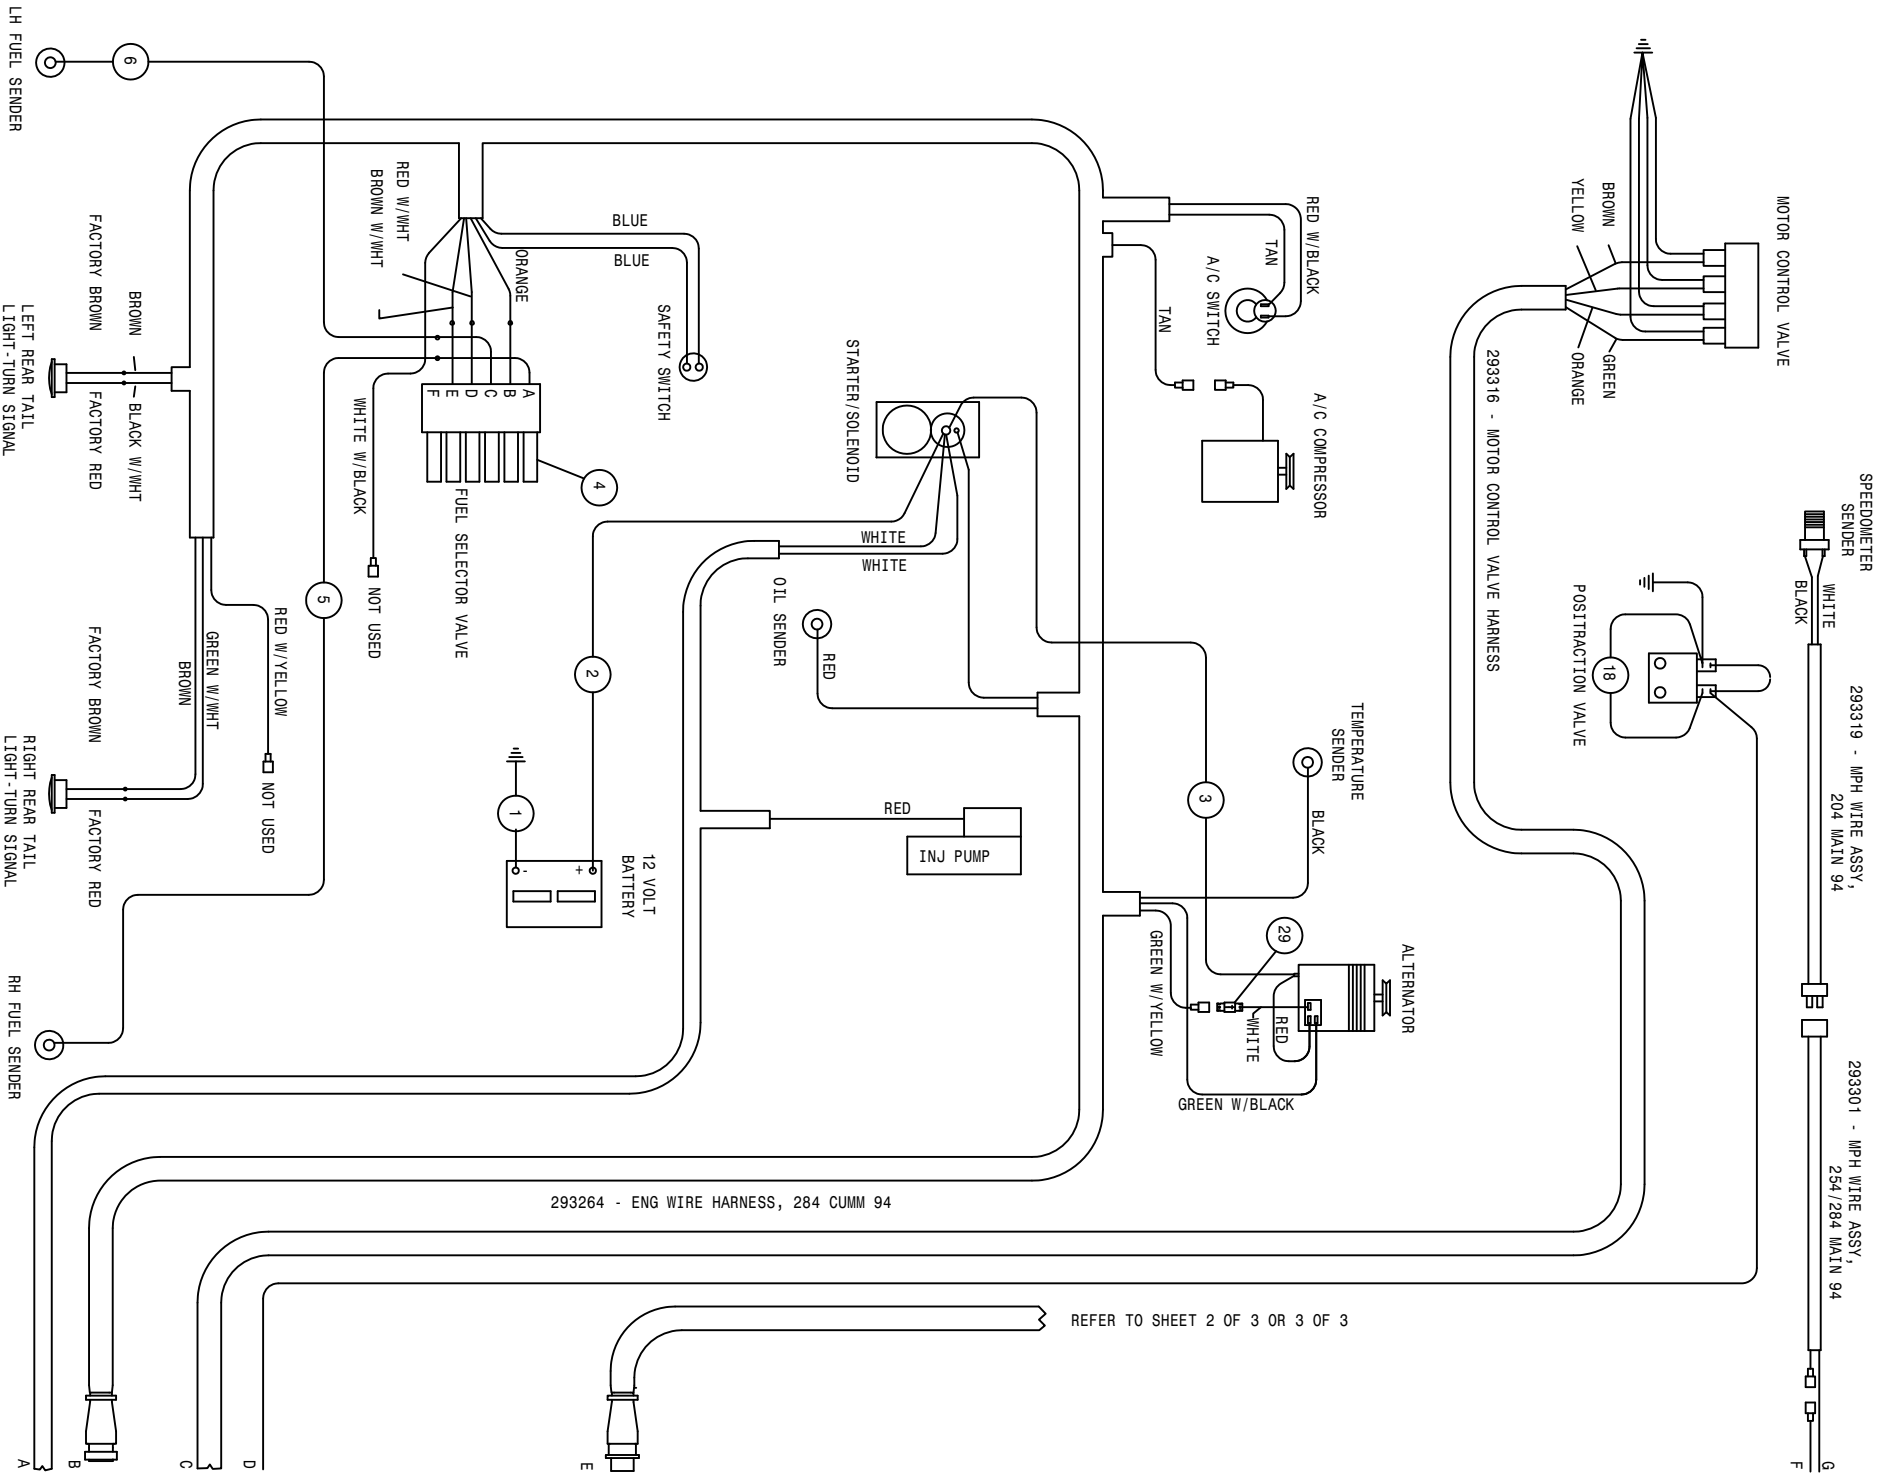 LH FUEL SENDER
6
RED W/WHT
BROWN W/WHT
BLUE
BLUE
ORANGE
SAFETY SWITCH
FACTORY BROWN
BROWN
BLACK W/WHT
FACTORY RED
LEFT REAR TAIL
LIGHT-TURN SIGNAL
A
B
C
D
E
F
WHITE W/BLACK
NOT USED
FUEL SELECTOR VALVE
4
5
RED W/YELLOW
NOT USED
GREEN W/WHT
BROWN
FACTORY BROWN
FACTORY RED
RIGHT REAR TAIL
LIGHT-TURN SIGNAL
RH FUEL SENDER
STARTER/SOLENOID
WHITE
WHITE
2
1
- +
12 VOLT
BATTERY
OIL SENDER
RED
RED
INJ PUMP
RED W/BLACK
TAN
A/C SWITCH
TAN
A/C COMPRESSOR
3
TEMPERATURE
SENDER
BLACK
29
ALTERNATOR
GREEN W/YELLOW
WHITE
RED
GREEN W/BLACK
MOTOR CONTROL VALVE
BROWN
YELLOW
GREEN
ORANGE
293316 - MOTOR CONTROL VALVE HARNESS
POSITRACTION VALVE
18
SPEEDOMETER
SENDER
WHITE
BLACK
293319 - MPH WIRE ASSY,
204 MAIN 94
293301 - MPH WIRE ASSY,
254/284 MAIN 94
293264 - ENG WIRE HARNESS, 284 CUMM 94
REFER TO SHEET 2 OF 3 OR 3 OF 3
A
B
C
D
E
F
G